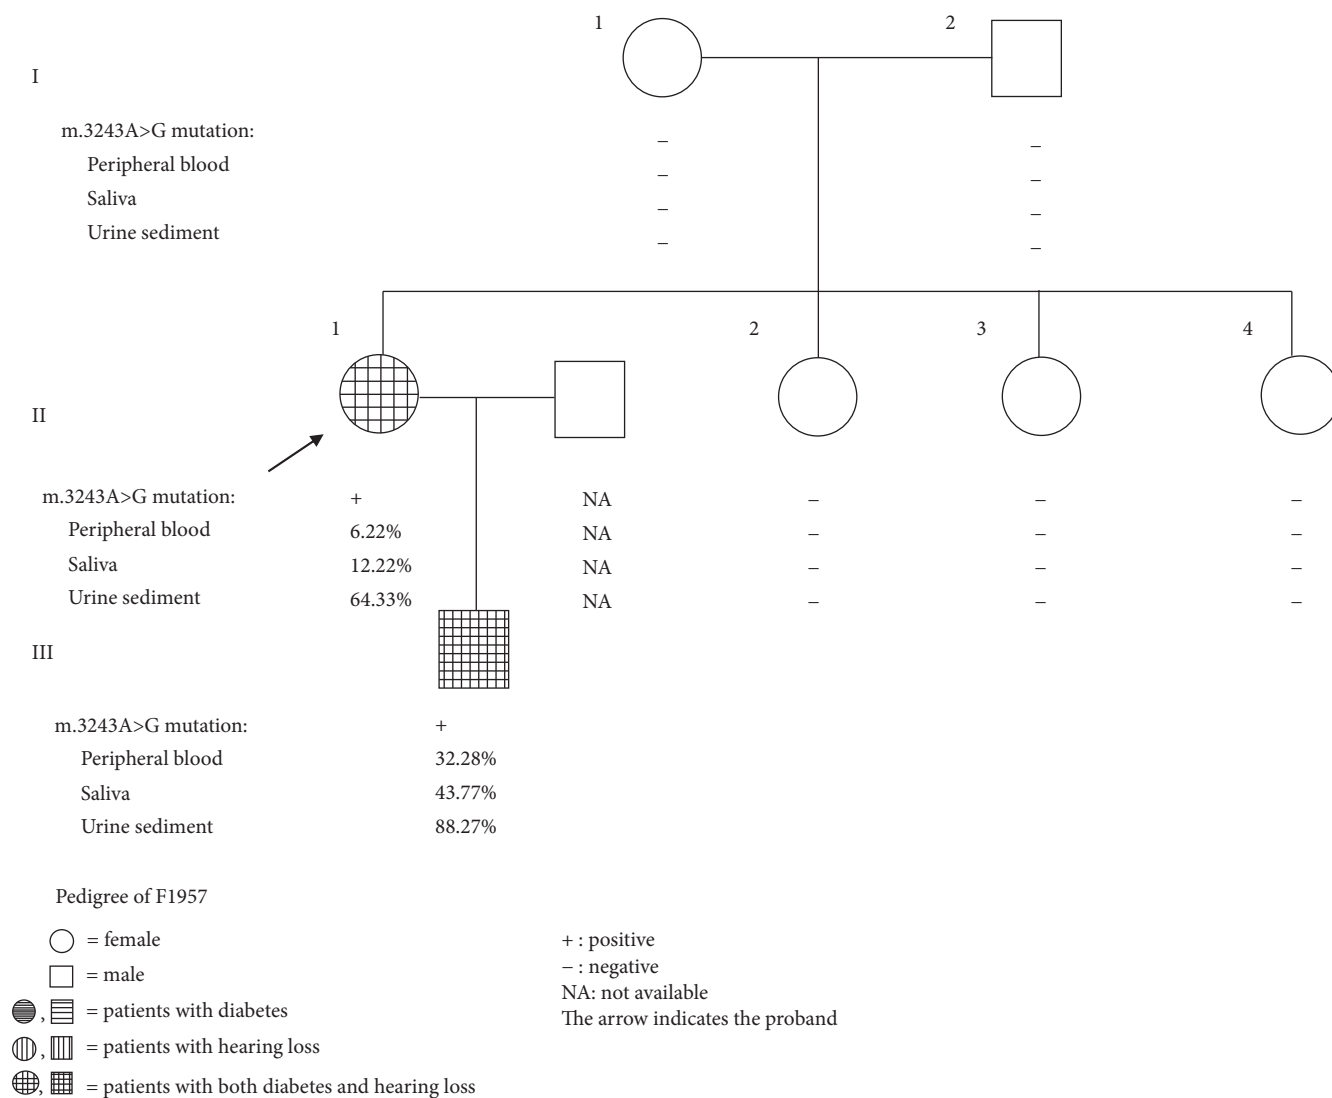 1 2
I
m.3243A>G mutation: – –
Peripheral blood – –
Saliva – –
Urine sediment – –
1 2 3 4
II
m.3243A>G mutation: + NA – – –
Peripheral blood 6.22% NA – – –
Saliva 12.22% NA – – –
Urine sediment 64.33% NA – – –
III
m.3243A>G mutation: +
Peripheral blood 32.28%
Saliva 43.77%
Urine sediment 88.27%
Pedigree of F1957
= female
= male
, = patients with diabetes
, = patients with hearing loss
, = patients with both diabetes and hearing loss
+ : positive
– : negative
NA: not available
The arrow indicates the proband